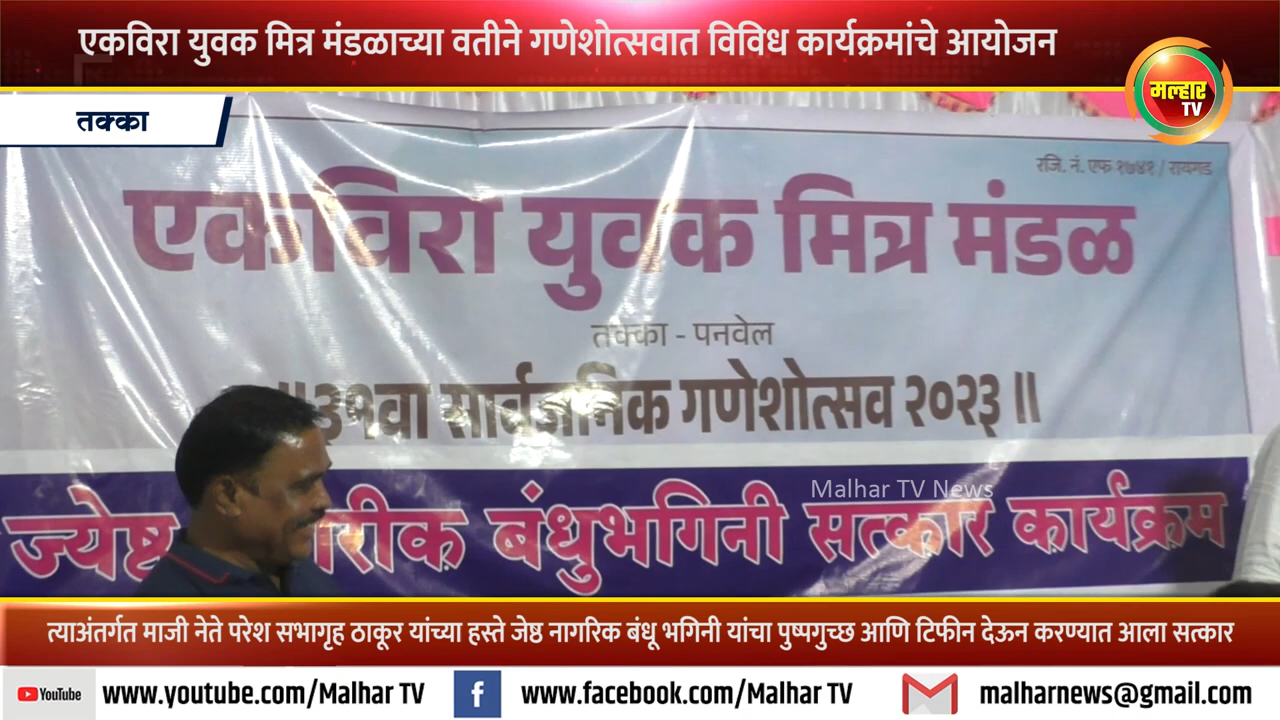 एकविरा युवक मित्र मंडळाच्या वतीने गणेशोत्सवात विविध कार्यक्रमांचे आयोजन
मल्हार
TV
तक्का
रजि. नं. एफ १७४१ / रायगड
एकविरा युवक मित्र मंडळ
तक्का - पनवेल
॥ ३१वा सार्वजनिक गणेशोत्सव २०२३ ॥
Malhar TV News
ज्येष्ट रीक बंधुभगिनी सत्कार कार्यक्रम
त्याअंतर्गत माजी नेते परेश सभागृह ठाकूर यांच्या हस्ते जेष्ठ नागरिक बंधू भगिनी यांचा पुष्पगुच्छ आणि टिफीन देऊन करण्यात आला सत्कार
YouTube www.youtube.com/Malhar TV f www.facebook.com/Malhar TV malharnews@gmail.com